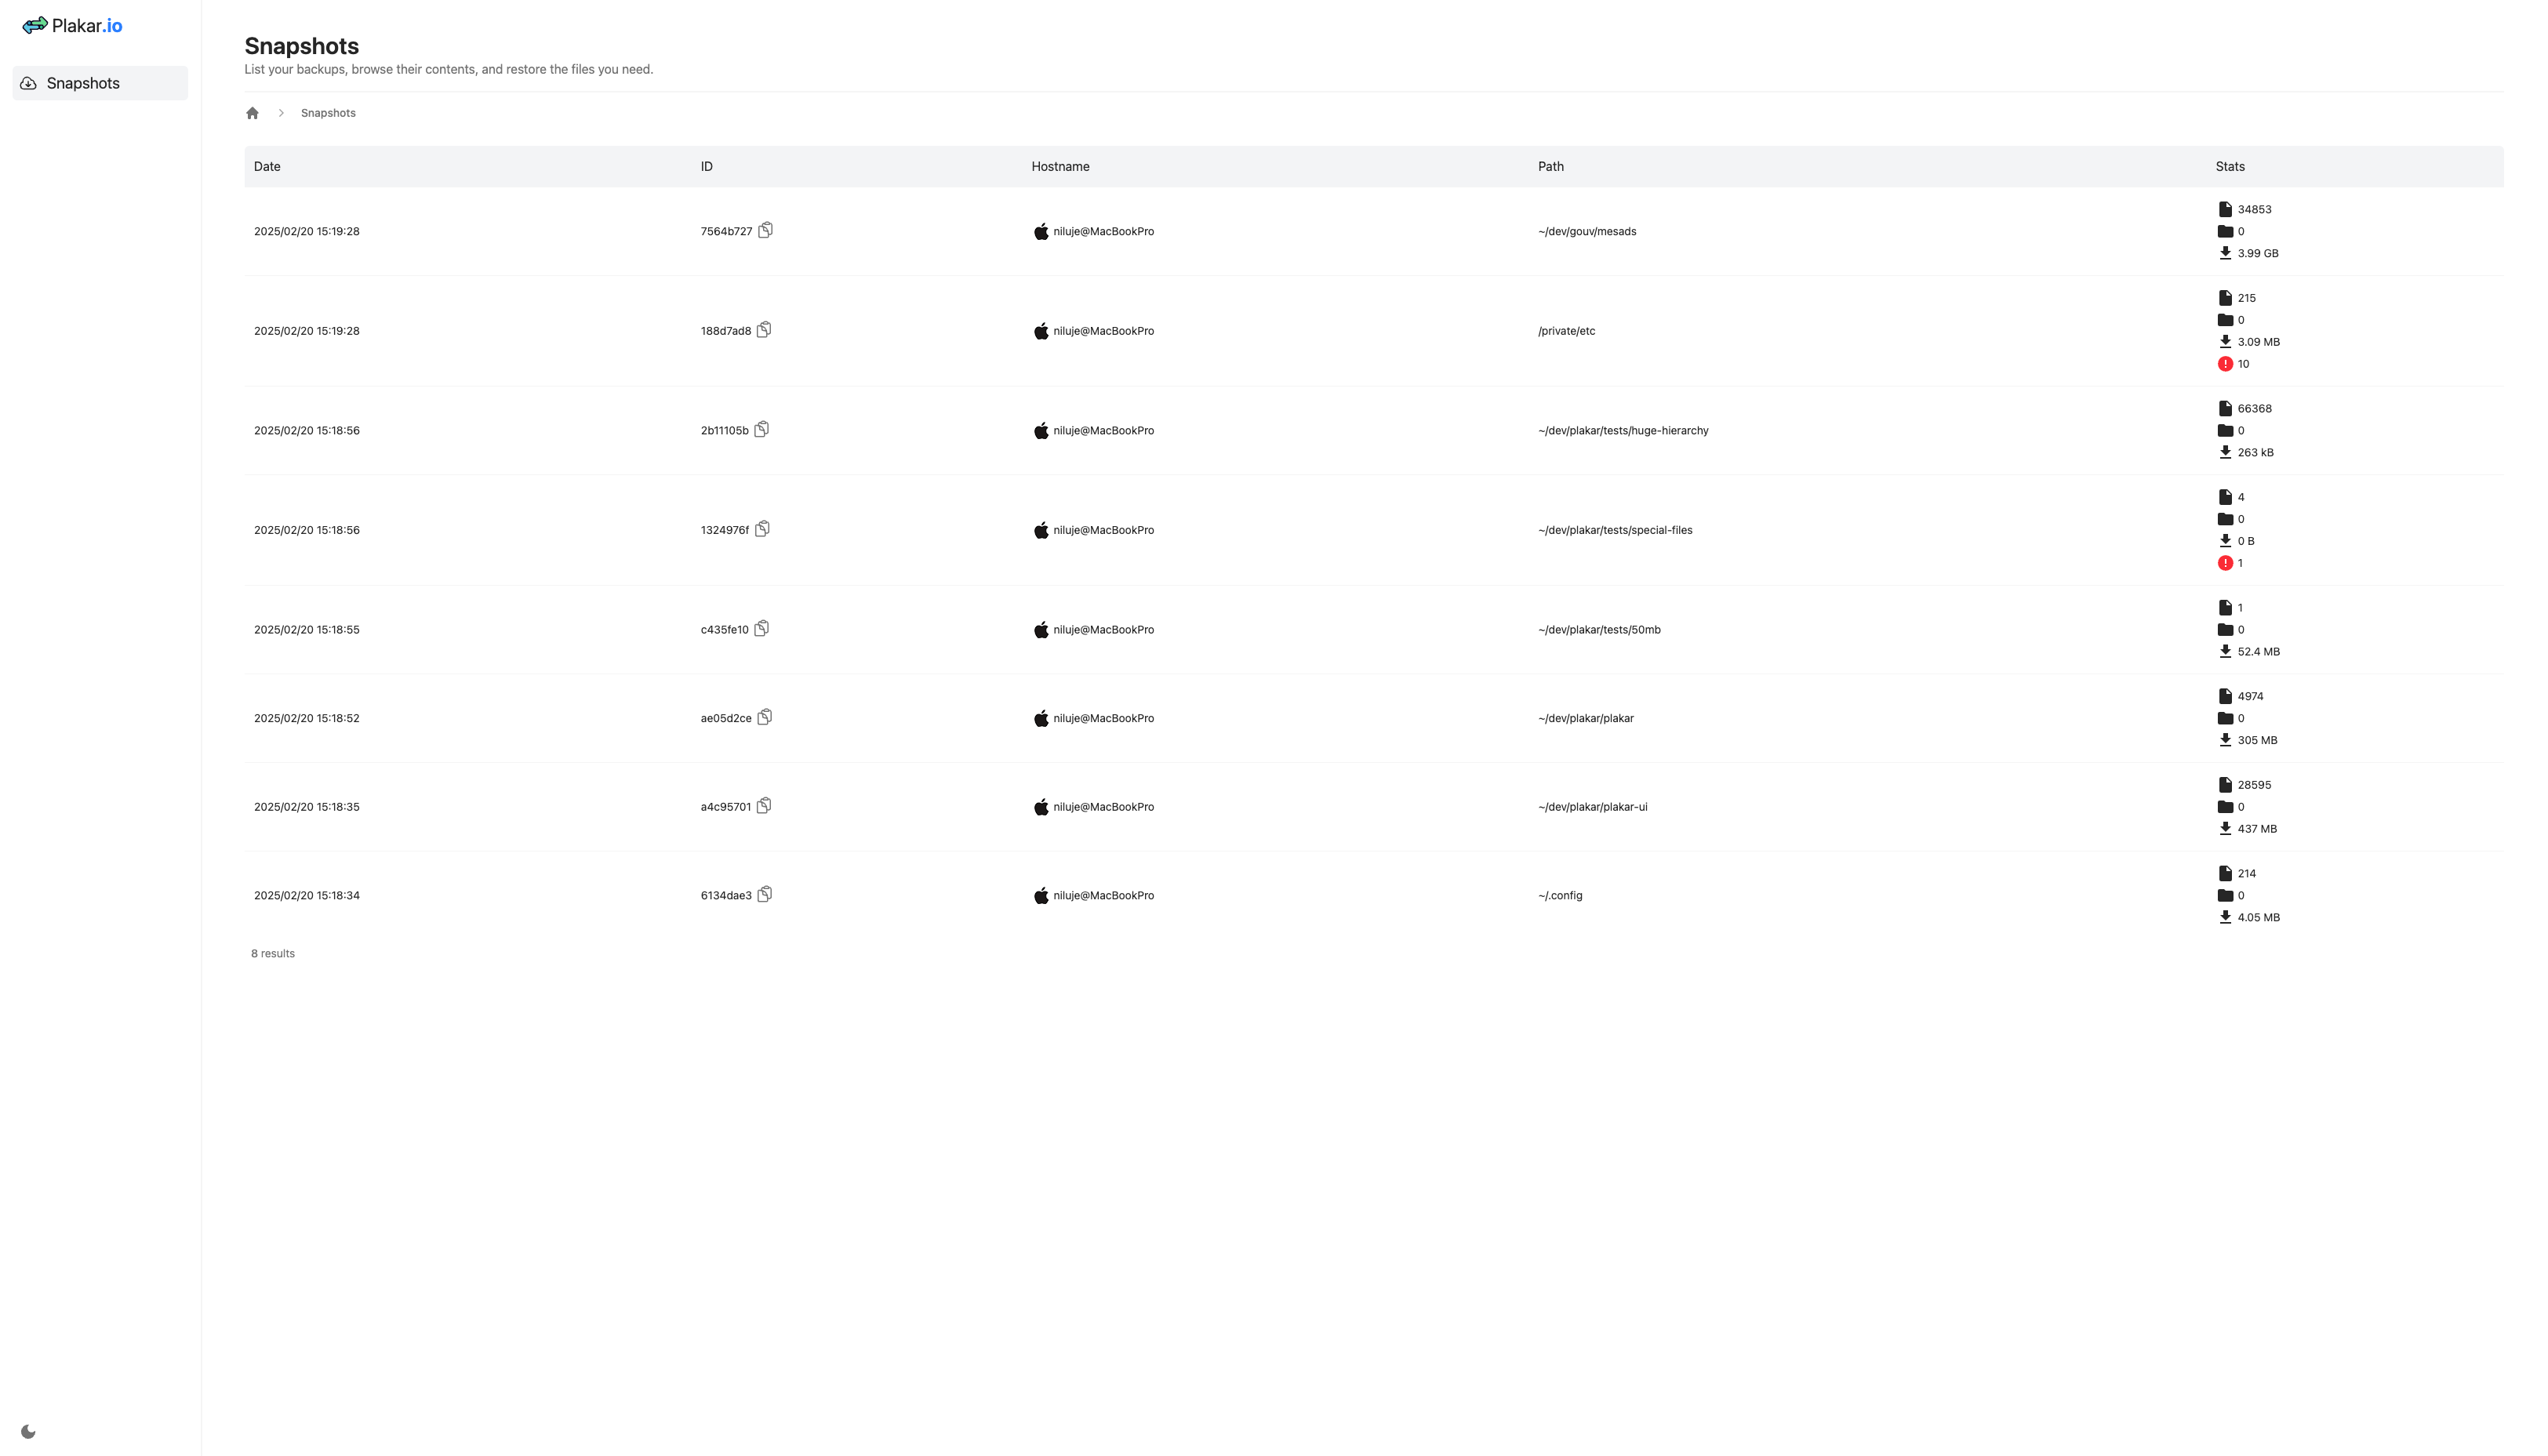 Plakar.io
Snapshots
Snapshots
List your backups, browse their contents, and restore the files you need.
Snapshots
Date ID Hostname Path Stats
2025/02/20 15:19:28 7564b727 niluje@MacBookPro ~/dev/gouv/mesads
34853
0
3.99 GB
2025/02/20 15:19:28 188d7ad8 niluje@MacBookPro /private/etc
215
0
3.09 MB
10
2025/02/20 15:18:56 2b11105b niluje@MacBookPro ~/dev/plakar/tests/huge-hierarchy
66368
0
263 kB
2025/02/20 15:18:56 1324976f niluje@MacBookPro ~/dev/plakar/tests/special-files
4
0
0 B
1
2025/02/20 15:18:55 c435fe10 niluje@MacBookPro ~/dev/plakar/tests/50mb
1
0
52.4 MB
2025/02/20 15:18:52 ae05d2ce niluje@MacBookPro ~/dev/plakar/plakar
4974
0
305 MB
2025/02/20 15:18:35 a4c95701 niluje@MacBookPro ~/dev/plakar/plakar-ui
28595
0
437 MB
2025/02/20 15:18:34 6134dae3 niluje@MacBookPro ~/.config
214
0
4.05 MB
8 results